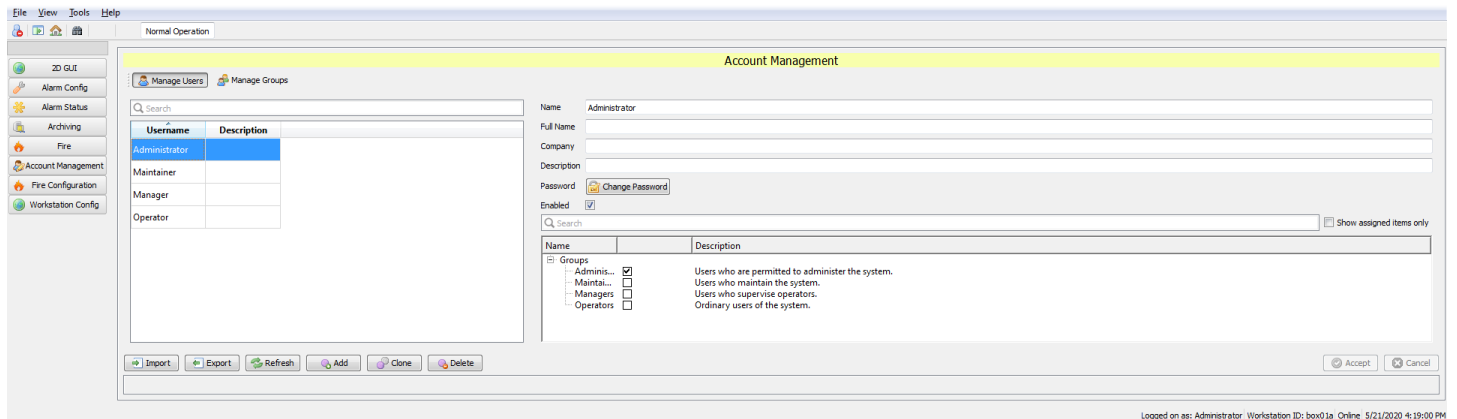 File View Tools Help
Normal Operation
2D GUI
Alarm Config
Alarm Status
Archiving
Fire
Account Management
Fire Configuration
Workstation Config
Account Management
Manage Users Manage Groups
Search
Username Description
Administrator
Maintainer
Manager
Operator
Name Administrator
Full Name
Company
Description
Password Change Password
Enabled
Search Show assigned items only
Name Description
Groups
Adminis... Users who are permitted to administer the system.
Maintai... Users who maintain the system.
Managers Users who supervise operators.
Operators Ordinary users of the system.
Import Export Refresh Add Clone Delete Accept Cancel
Logged on as: Administrator Workstation ID: box01a Online 5/21/2020 4:19:00 PM